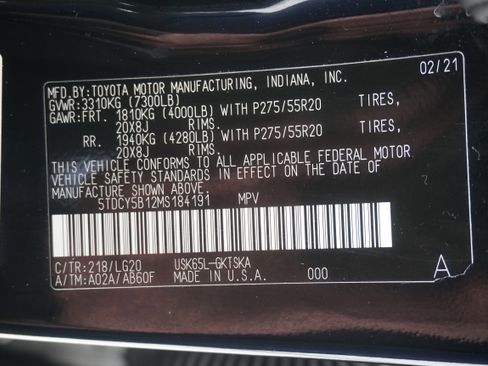 MFD.BY:TOYOTA MOTOR MANUFACTURING, INDIANA, INC. 02/21
GVWR:3310KG (7300LB)
GAWR:FRT. 1810KG (4000LB) WITH P275/55R20 TIRES,
20X8J RIMS.
RR. 1940KG (4280LB) WITH P275/55R20 TIRES,
20X8J RIMS.
THIS VEHICLE CONFORMS TO ALL APPLICABLE FEDERAL MOTOR
VEHICLE SAFETY STANDARDS IN EFFECT ON THE DATE OF
MANUFACTURE SHOWN ABOVE.
5TDCY5B12MS184191 MPV
C/TR:218/LG20 USK65L-GKTSKA
A/TM:A02A/AB60F MADE IN U.S.A. 000 A